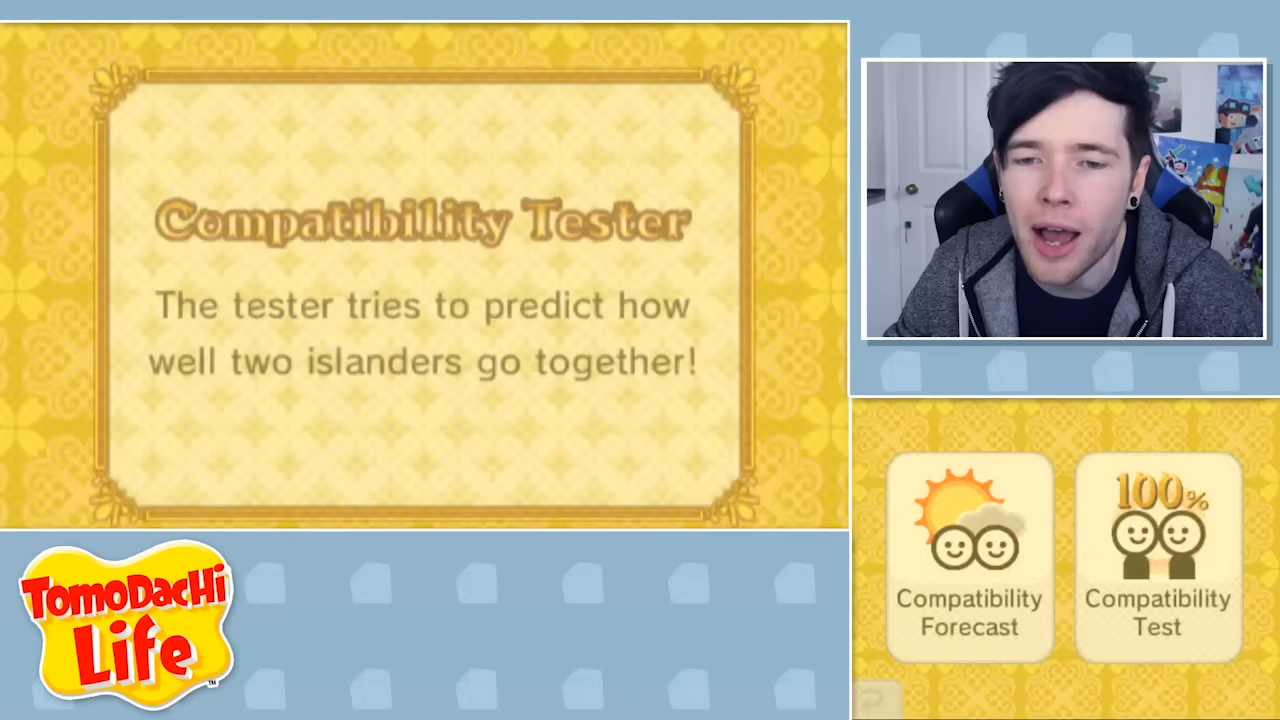 Compatibility Tester
The tester tries to predict how
well two islanders go together!
100%
Compatibility
Forecast
Compatibility
Test
TomoDacHi
Life
TM